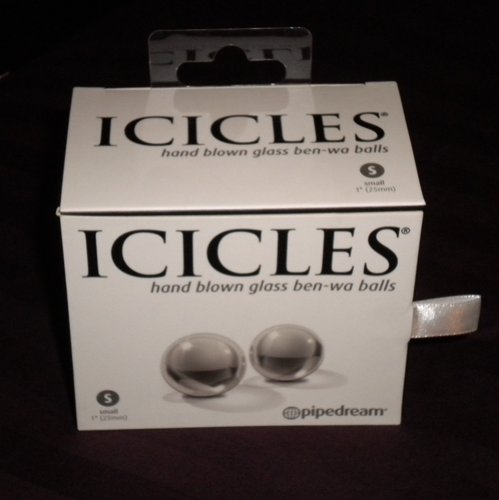 ICICLES®
hand blown glass ben-wa balls
S
small
1" (25mm)
ICICLES®
hand blown glass ben-wa balls
S
small
1" (25mm)
pipedream®